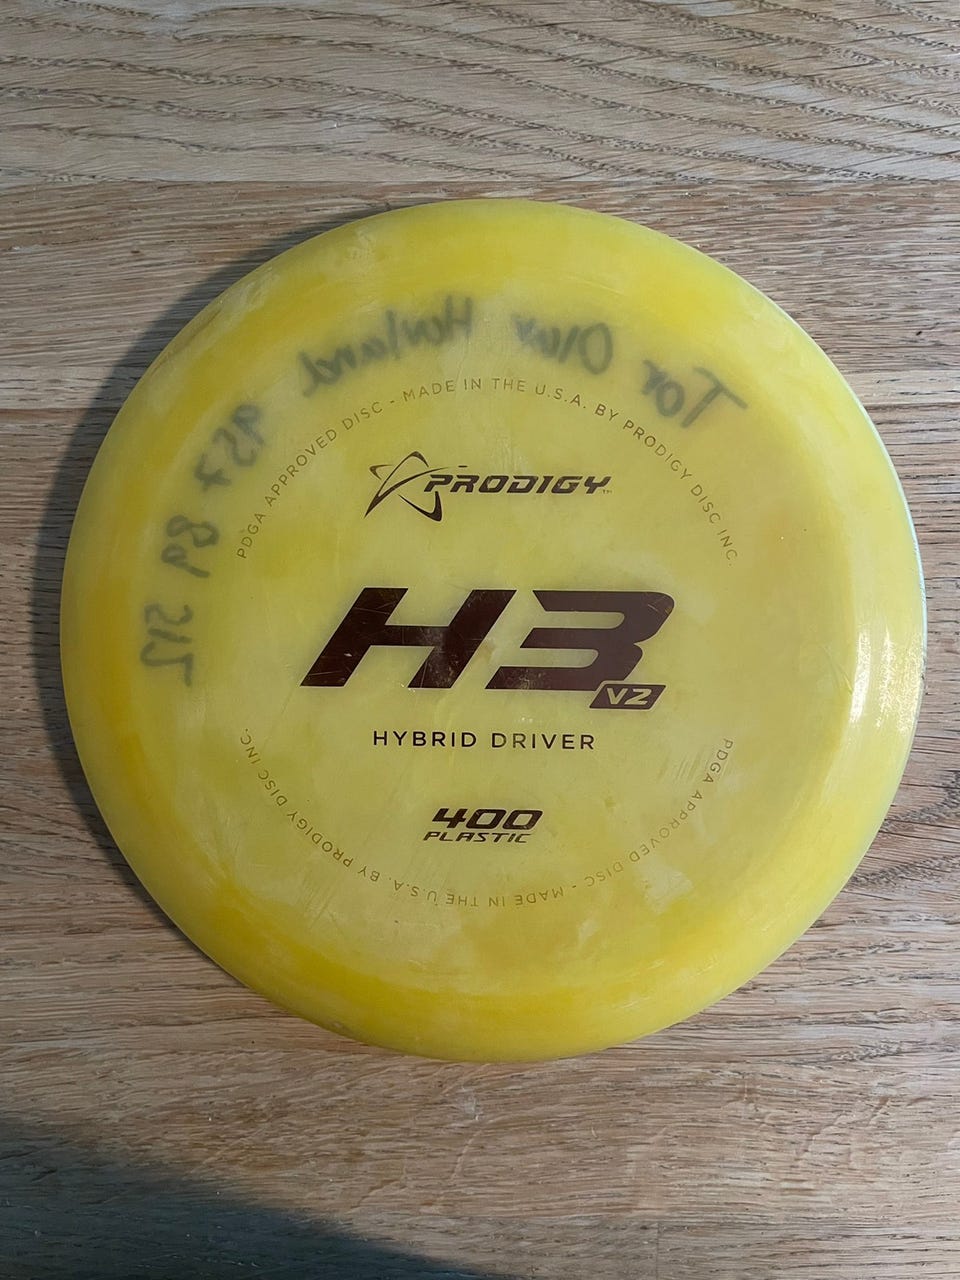 Tor Olav Hovland 957 89 512
PDGA APPROVED DISC - MADE IN THE U.S.A. BY PRODIGY DISC INC.
PRODIGY™
H3
V2
HYBRID DRIVER
400
PLASTIC
PDGA APPROVED DISC - MADE IN THE U.S.A. BY PRODIGY DISC INC.